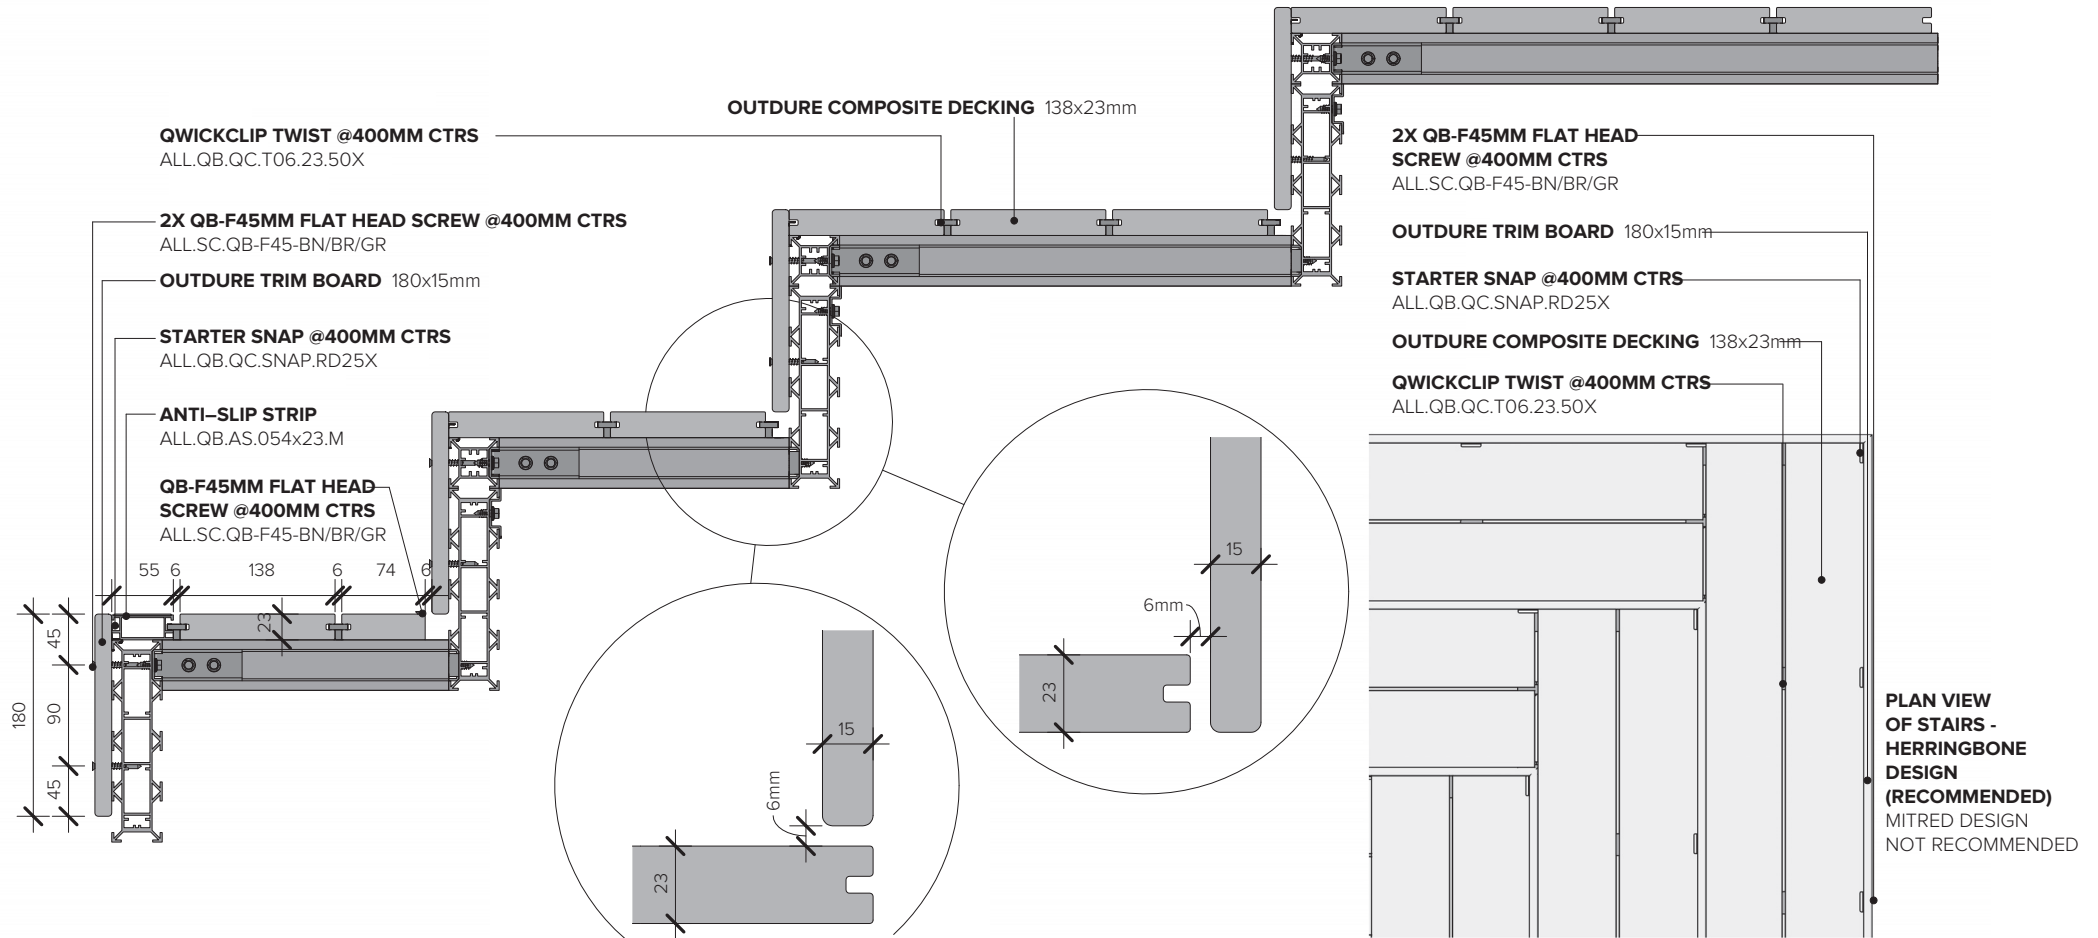 OUTDURE COMPOSITE DECKING 138x23mm
QWICKCLIP TWIST @400MM CTRS
ALL.QB.QC.T06.23.50X
2X QB-F45MM FLAT HEAD SCREW @400MM CTRS
ALL.SC.QB-F45-BN/BR/GR
OUTDURE TRIM BOARD 180x15mm
STARTER SNAP @400MM CTRS
ALL.QB.QC.SNAP.RD25X
ANTI–SLIP STRIP
ALL.QB.AS.054x23.M
QB-F45MM FLAT HEAD
SCREW @400MM CTRS
ALL.SC.QB-F45-BN/BR/GR
55 6 138 6 74 6
23
45
180
90
45
15
6mm
23
15
6mm
23
2X QB-F45MM FLAT HEAD
SCREW @400MM CTRS
ALL.SC.QB-F45-BN/BR/GR
OUTDURE TRIM BOARD 180x15mm
STARTER SNAP @400MM CTRS
ALL.QB.QC.SNAP.RD25X
OUTDURE COMPOSITE DECKING 138x23mm
QWICKCLIP TWIST @400MM CTRS
ALL.QB.QC.T06.23.50X
PLAN VIEW
OF STAIRS -
HERRINGBONE
DESIGN
(RECOMMENDED)
MITRED DESIGN
NOT RECOMMENDED